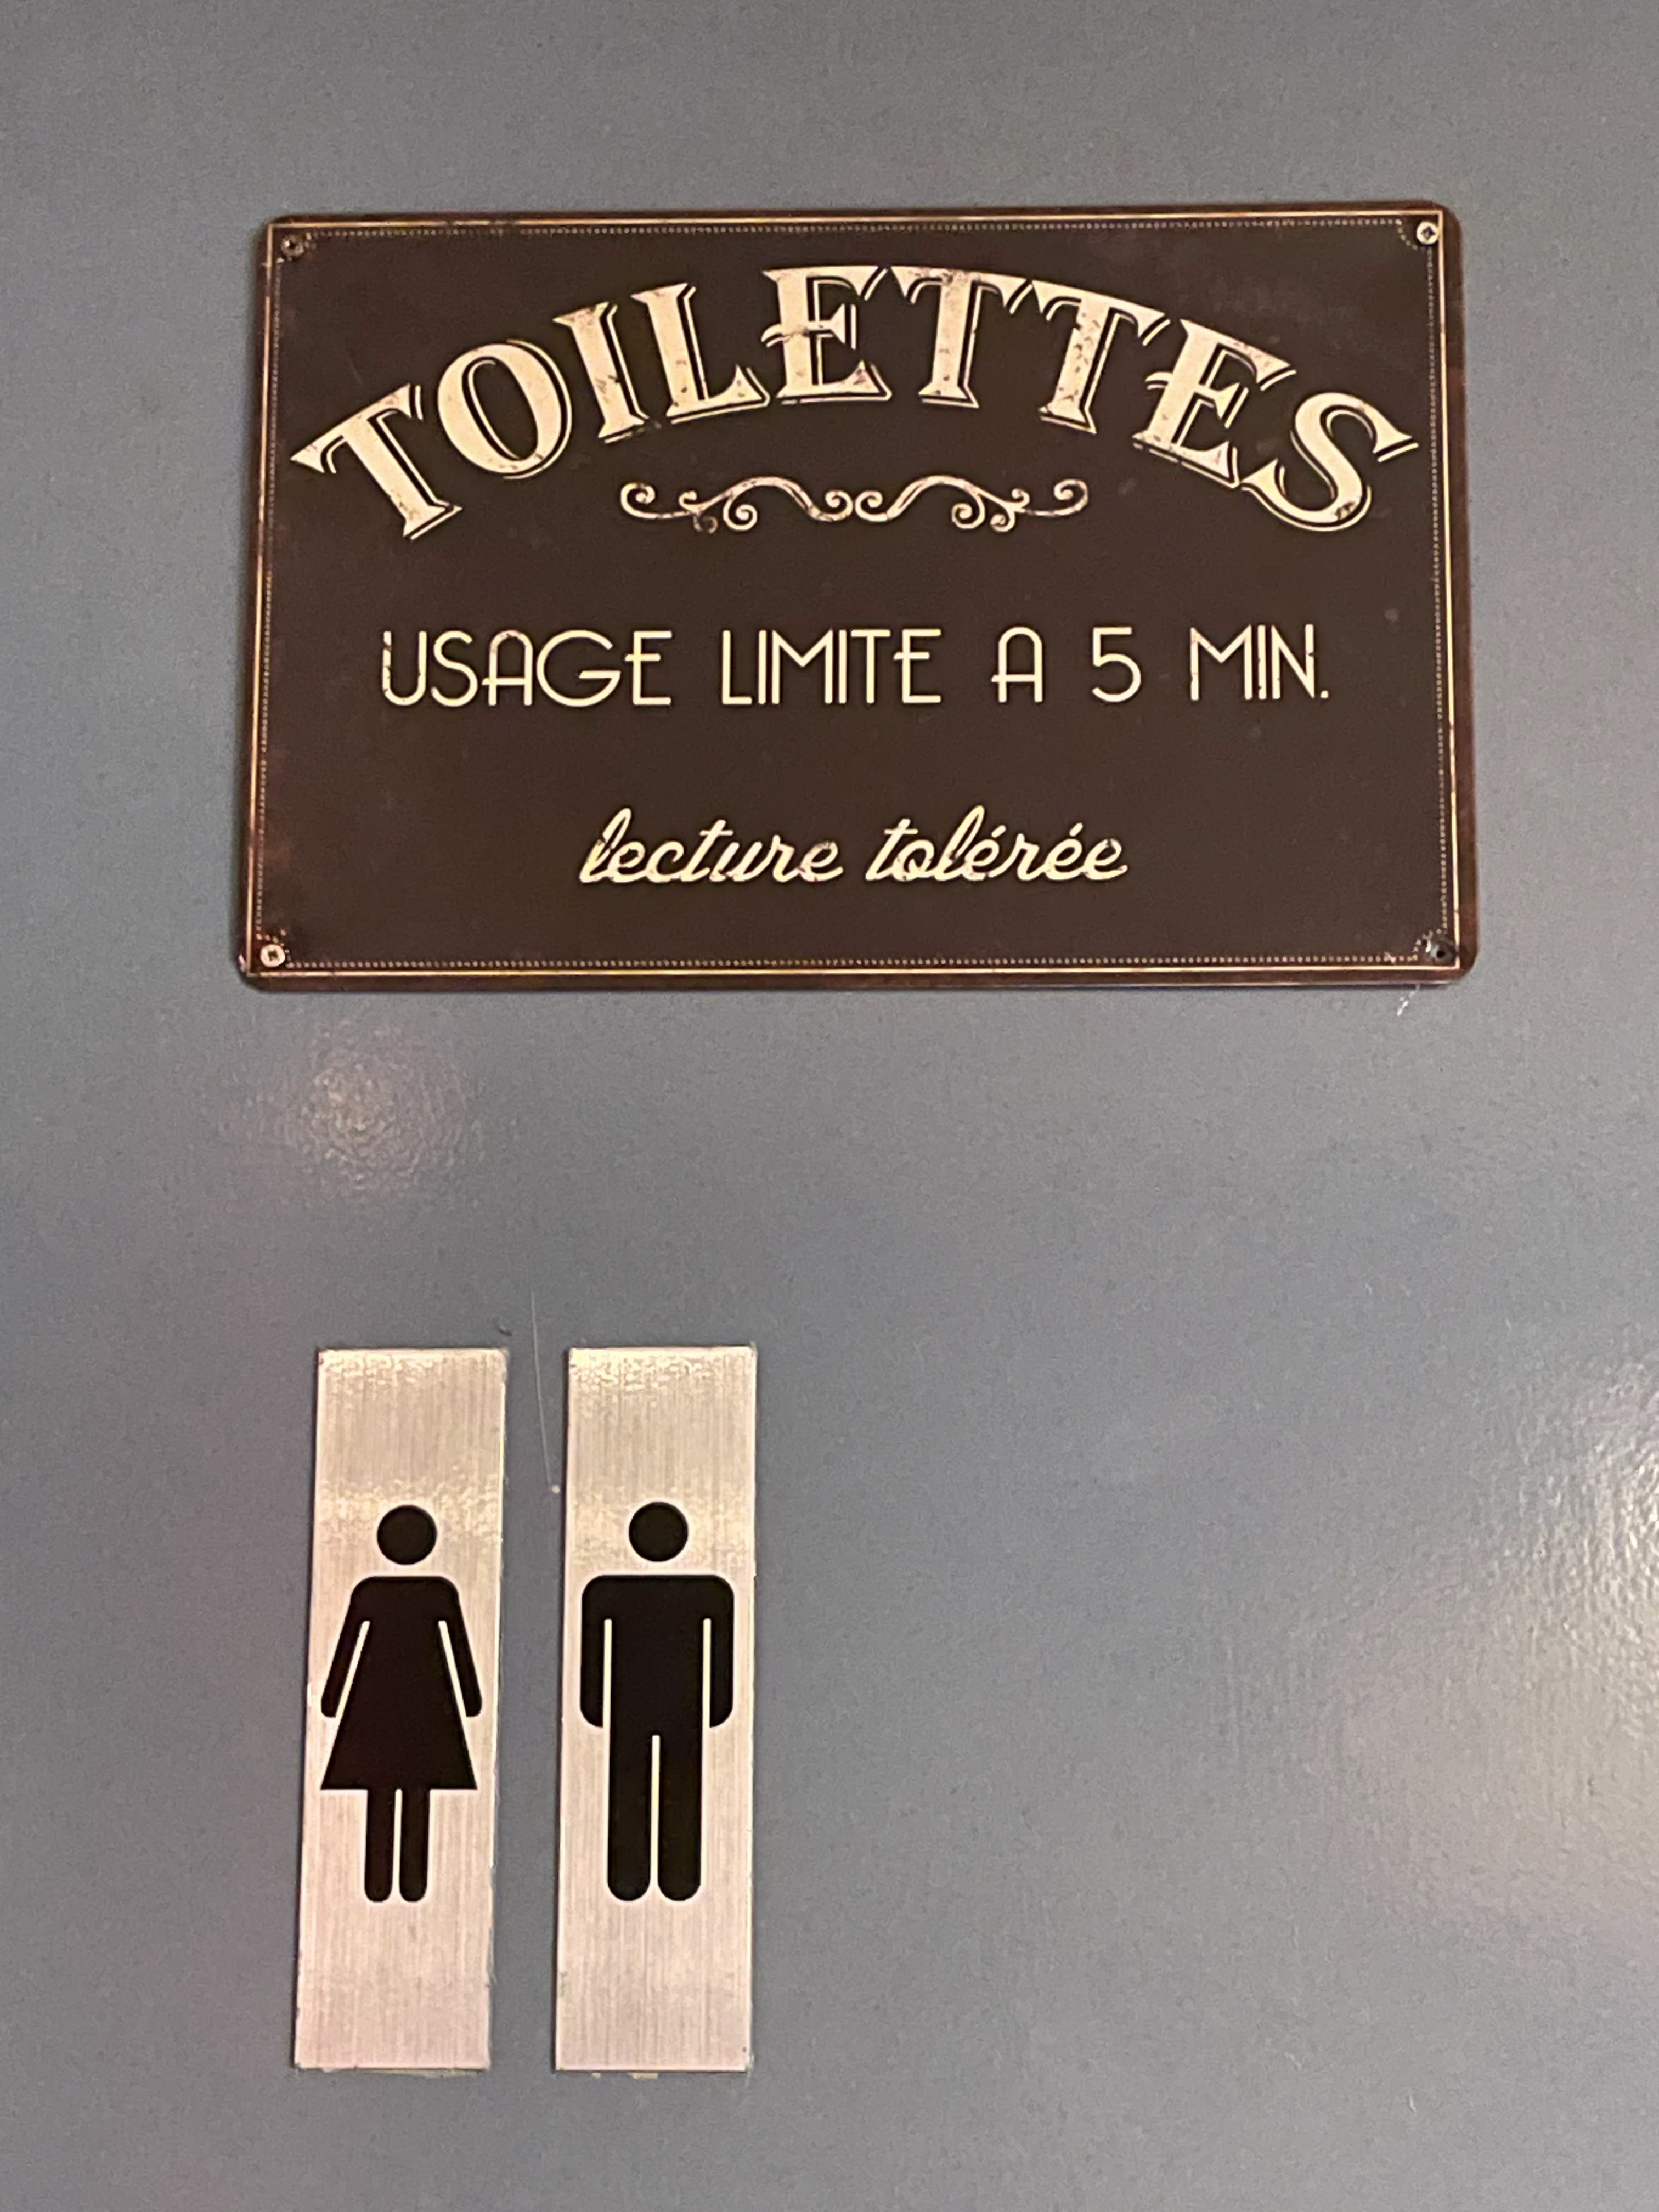 TOILETTES
USAGE LIMITE A 5 MIN.
lecture tolérée